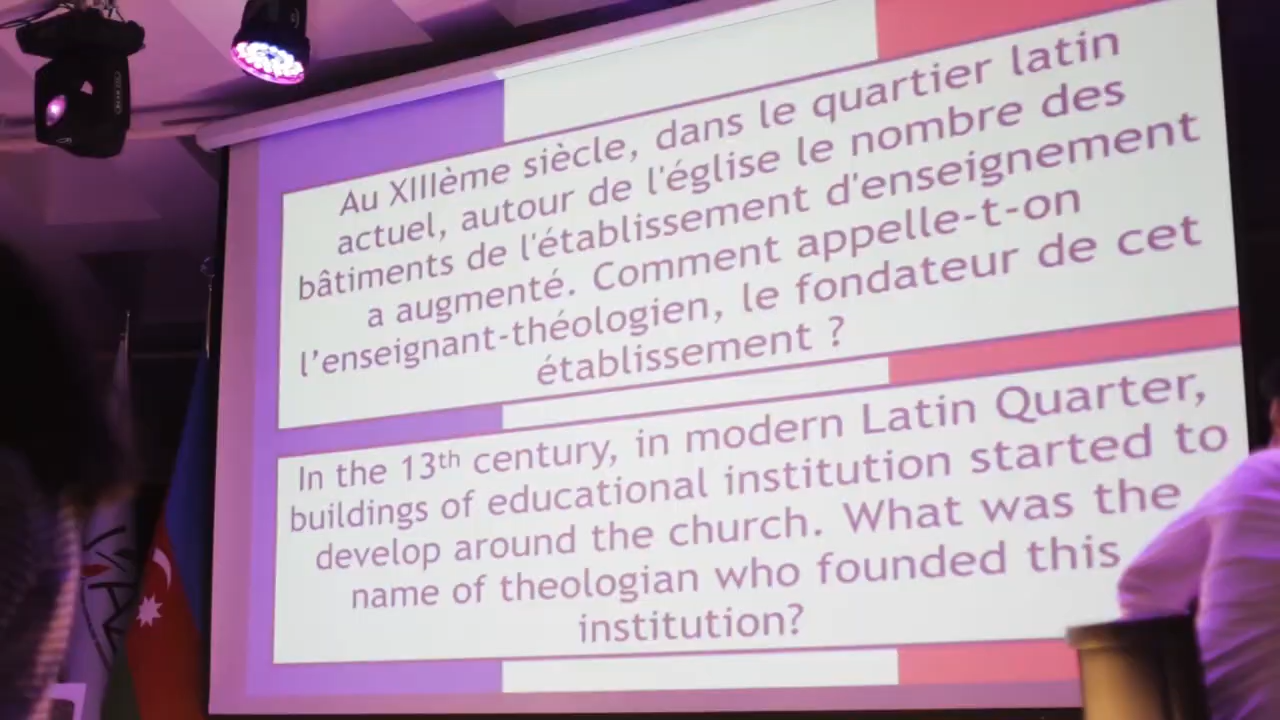 Au XIIIème siècle, dans le quartier latin
actuel, autour de l'église le nombre des
bâtiments de l'établissement d'enseignement
a augmenté. Comment appelle-t-on
l’enseignant-théologien, le fondateur de cet
établissement ?
In the 13th century, in modern Latin Quarter,
buildings of educational institution started to
develop around the church. What was the
name of theologian who founded this
institution?